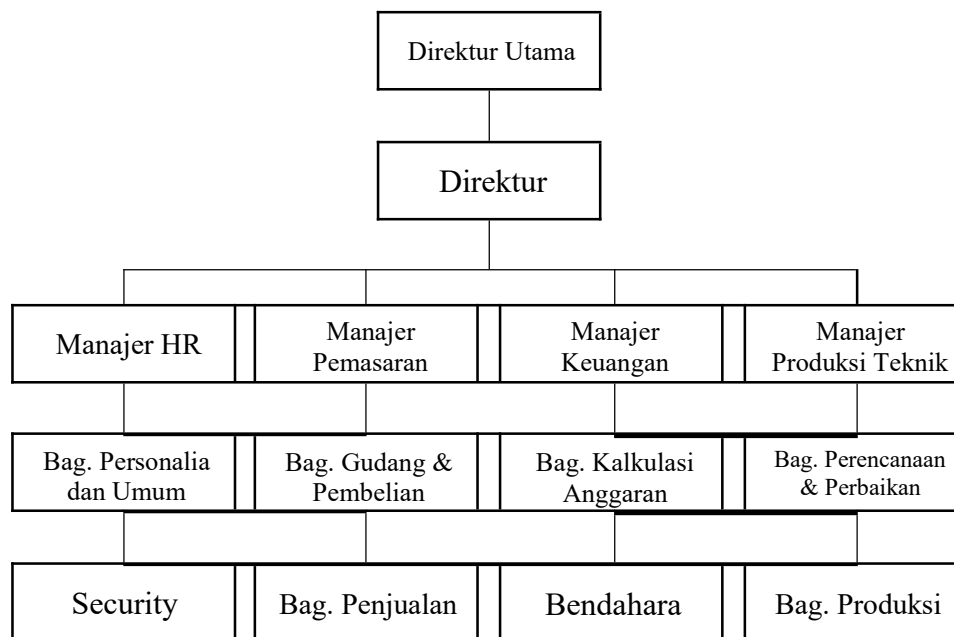 Direktur Utama
Direktur
Manajer HR
Manajer
Pemasaran
Manajer
Keuangan
Manajer
Produksi Teknik
Bag. Personalia
dan Umum
Bag. Gudang &
Pembelian
Bag. Kalkulasi
Anggaran
Bag. Perencanaan
& Perbaikan
Security
Bag. Penjualan
Bendahara
Bag. Produksi